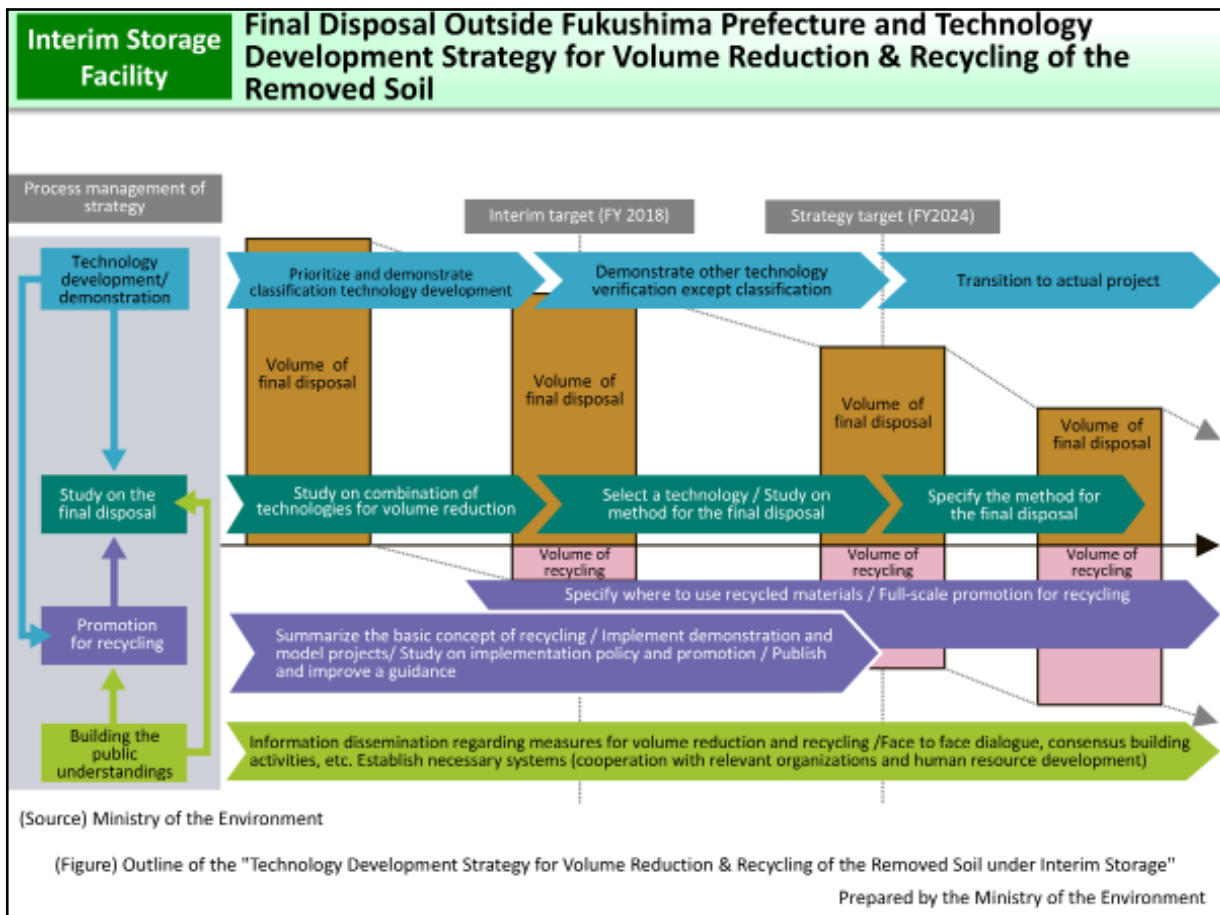 Interim Storage
Facility
Final Disposal Outside Fukushima Prefecture and Technology
Development Strategy for Volume Reduction & Recycling of the
Removed Soil
Process management of
strategy
Interim target (FY 2018)
Strategy target (FY2024)
Technology
development/
demonstration
Prioritize and demonstrate
classification technology development
Demonstrate other technology
verification except classification
Transition to actual project
Volume of
final disposal
Volume of
final disposal
Volume of
final disposal
Volume of
final disposal
Study on the
final disposal
Study on combination of
technologies for volume reduction
Select a technology / Study on
method for the final disposal
Specify the method for
the final disposal
Volume of
recycling
Volume of
recycling
Volume of
recycling
Specify where to use recycled materials / Full-scale promotion for recycling
Promotion
for recycling
Summarize the basic concept of recycling / Implement demonstration and
model projects/ Study on implementation policy and promotion / Publish
and improve a guidance
Building the
public
understandings
Information dissemination regarding measures for volume reduction and recycling /Face to face dialogue, consensus building
activities, etc. Establish necessary systems (cooperation with relevant organizations and human resource development)
(Source) Ministry of the Environment
(Figure) Outline of the "Technology Development Strategy for Volume Reduction & Recycling of the Removed Soil under Interim Storage"
Prepared by the Ministry of the Environment